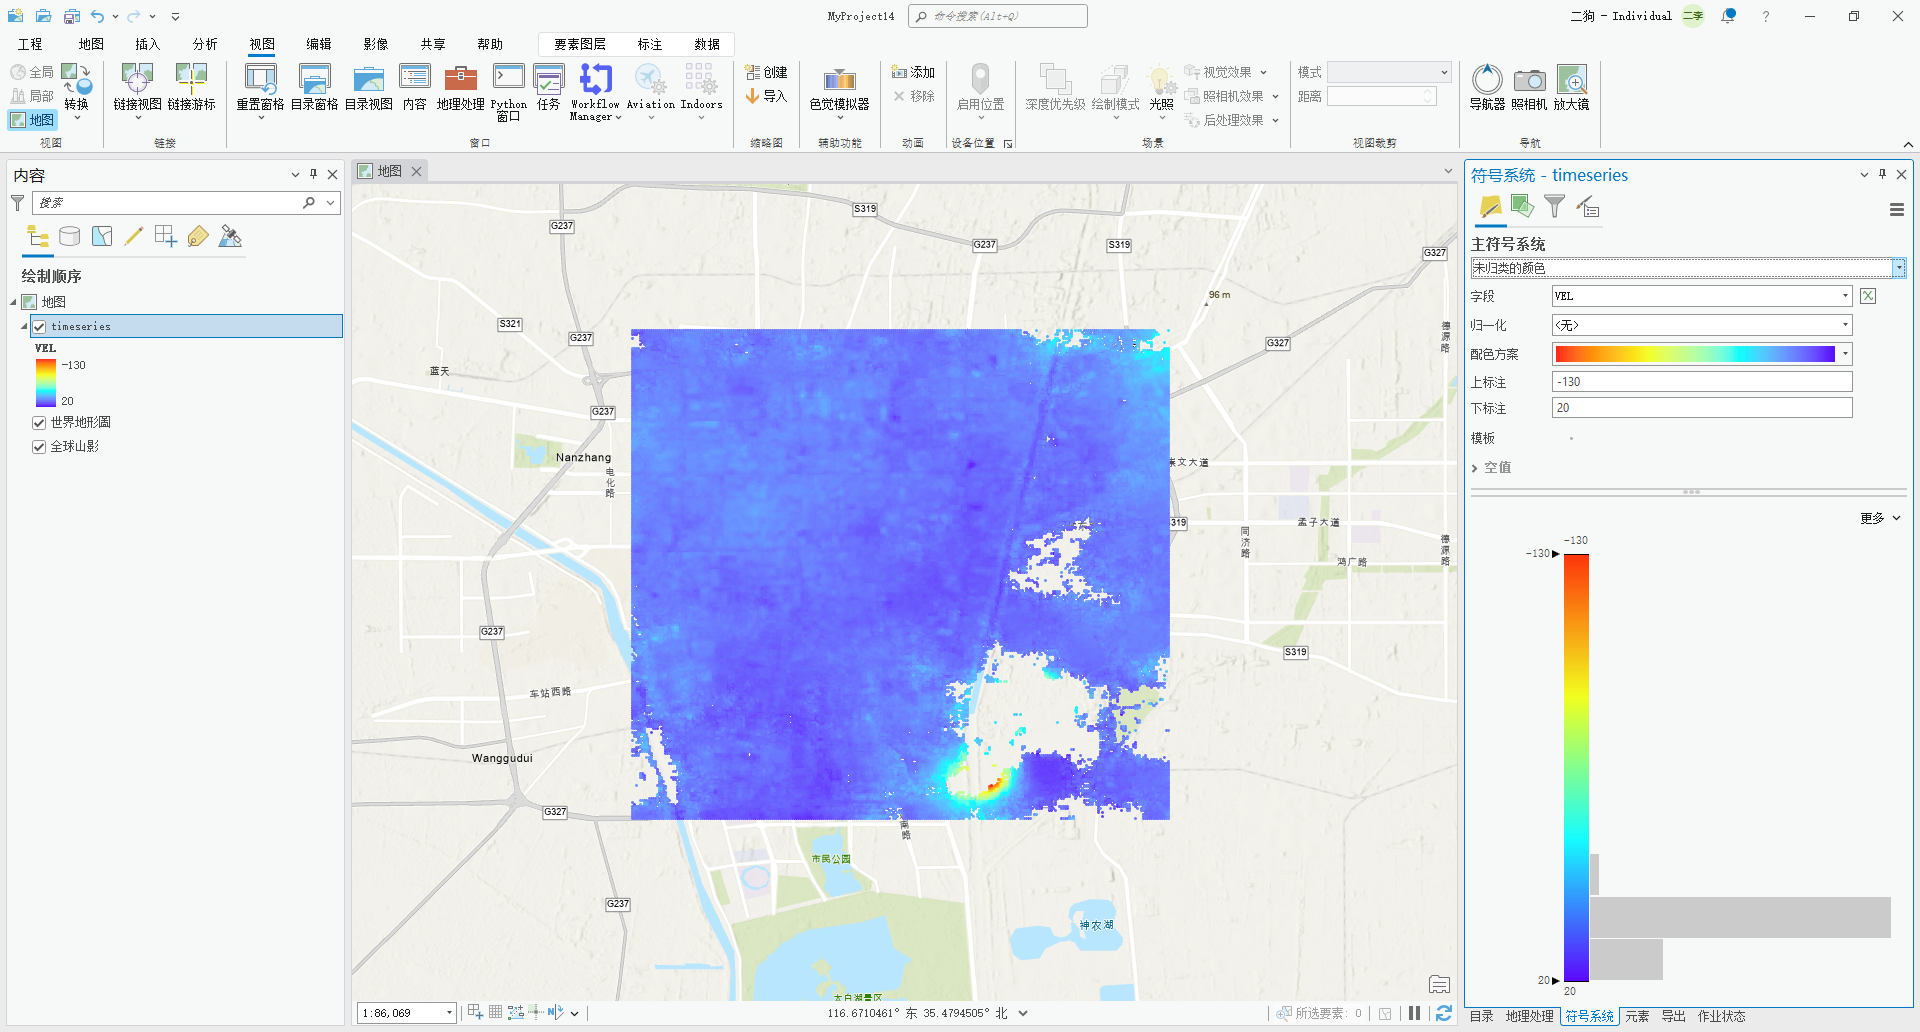 MyProject14
命令搜索(Alt+Q)
二狗 - Individual
二李
?
工程 地图 插入 分析 视图 编辑 影像 共享 帮助 要素图层 标注 数据
全局
局部
地图
转换
视图
链接视图 链接游标
链接
重置窗格 目录窗格 目录视图 内容 地理处理 Python 窗口 任务 Workflow Manager Aviation Indoors
窗口
创建
导入
缩略图
色觉模拟器
辅助功能
添加
移除
动画
启用位置
设备位置
深度优先级 绘制模式 光照
视觉效果
照相机效果
后处理效果
场景
模式
距离
视图裁剪
导航器 照相机 放大镜
导航
内容
搜索
绘制顺序
地图
timeseries
VEL
-130
20
世界地形圖
全球山影
地图
S319
G237
G237
S319
G327
96 m
S321
G237
G327
德源路
蓝天
G237
Nanzhang
电化路
崇文大道
319
孟子大道
同济路
德源路
鸿广路
G237
S319
车站西路
Wanggudui
G327
南路
市民公园
G237
神农湖
太白湖景区
1:86,069
116.6710461° 东 35.4794505° 北
所选要素: 0
符号系统 - timeseries
主符号系统
未归类的颜色
字段 VEL
归一化 <无>
配色方案
上标注 -130
下标注 20
模板
空值
更多
-130
-130
20
20
目录 地理处理 符号系统 元素 导出 作业状态